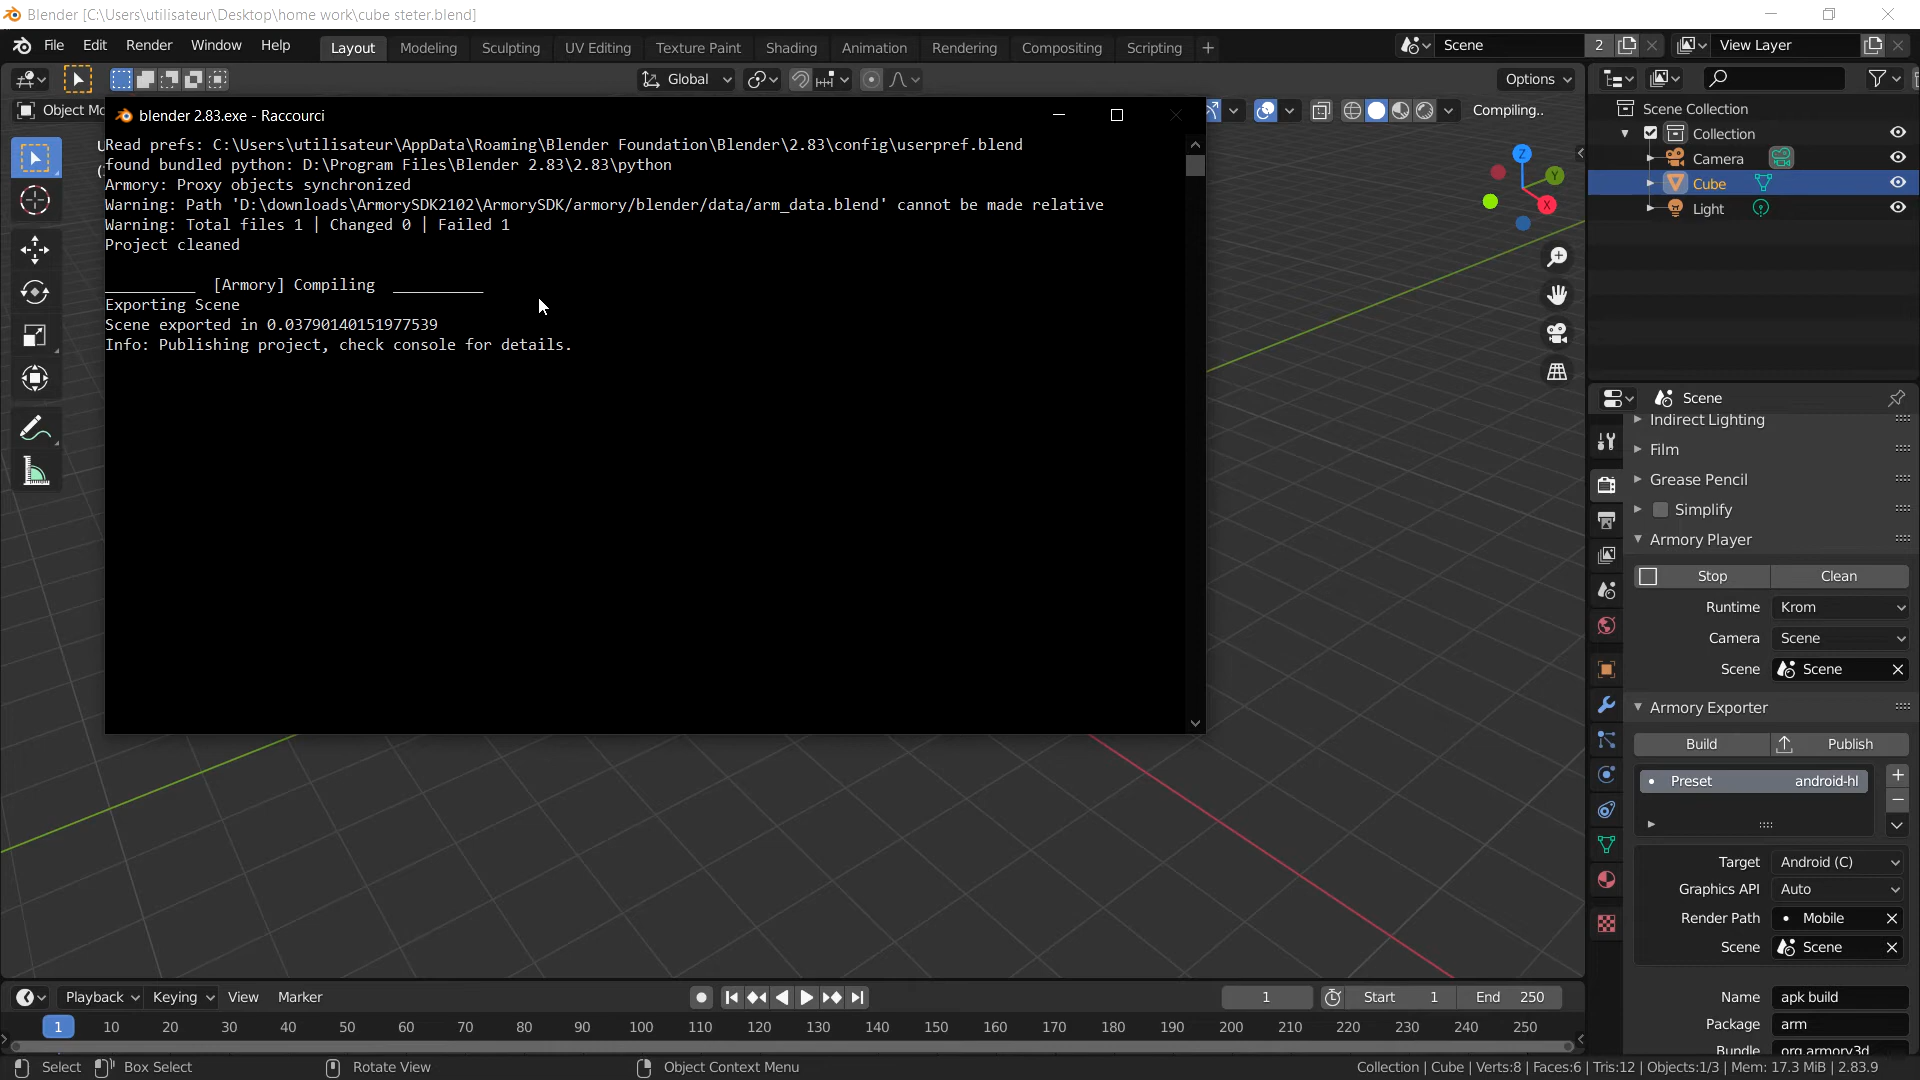 Blender [C:\Users\utilisateur\Desktop\home work\cube steter.blend]
File Edit Render Window Help
Layout Modeling Sculpting UV Editing Texture Paint Shading Animation Rendering Compositing Scripting +
Scene 2
View Layer
Global
Options
Object Mo
Compiling..
blender 2.83.exe - Raccourci
Read prefs: C:\Users\utilisateur\AppData\Roaming\Blender Foundation\Blender\2.83\config\userpref.blend
found bundled python: D:\Program Files\Blender 2.83\2.83\python
Armory: Proxy objects synchronized
Warning: Path 'D:\downloads\ArmorySDK2102\ArmorySDK/armory/blender/data/arm_data.blend' cannot be made relative
Warning: Total files 1 | Changed 0 | Failed 1
Project cleaned
__________ [Armory] Compiling __________
Exporting Scene
Scene exported in 0.03790140151977539
Info: Publishing project, check console for details.
U
(
Z
Y
X
Scene Collection
Collection
Camera
Cube
Light
Scene
Indirect Lighting
Film
Grease Pencil
Simplify
Armory Player
Stop Clean
Runtime Krom
Camera Scene
Scene Scene
Armory Exporter
Build Publish
Preset android-hl
Target Android (C)
Graphics API Auto
Render Path Mobile
Scene Scene
Name apk build
Package arm
Bundle org.armory3d
Playback Keying View Marker
1
Start 1
End 250
1 10 20 30 40 50 60 70 80 90 100 110 120 130 140 150 160 170 180 190 200 210 220 230 240 250
Select Box Select Rotate View Object Context Menu
Collection | Cube | Verts:8 | Faces:6 | Tris:12 | Objects:1/3 | Mem: 17.3 MiB | 2.83.9